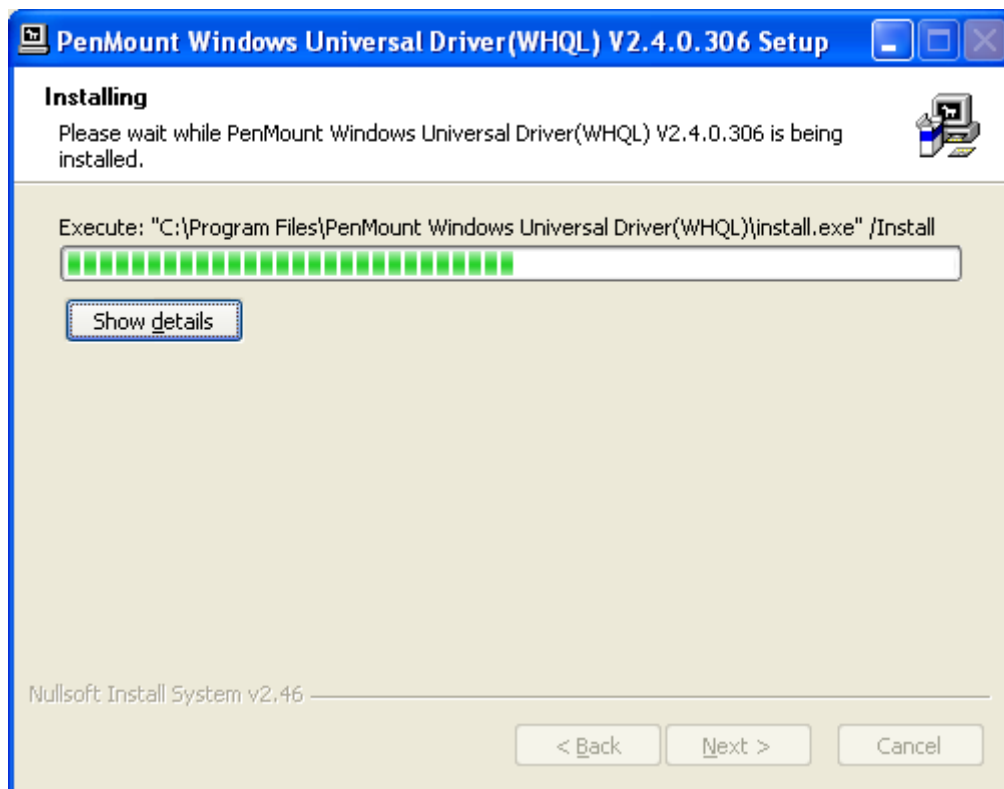 PenMount Windows Universal Driver(WHQL) V2.4.0.306 Setup
Installing
Please wait while PenMount Windows Universal Driver(WHQL) V2.4.0.306 is being
installed.
Execute: "C:\Program Files\PenMount Windows Universal Driver(WHQL)\install.exe" /Install
Show details
Nullsoft Install System v2.46
< Back Next > Cancel